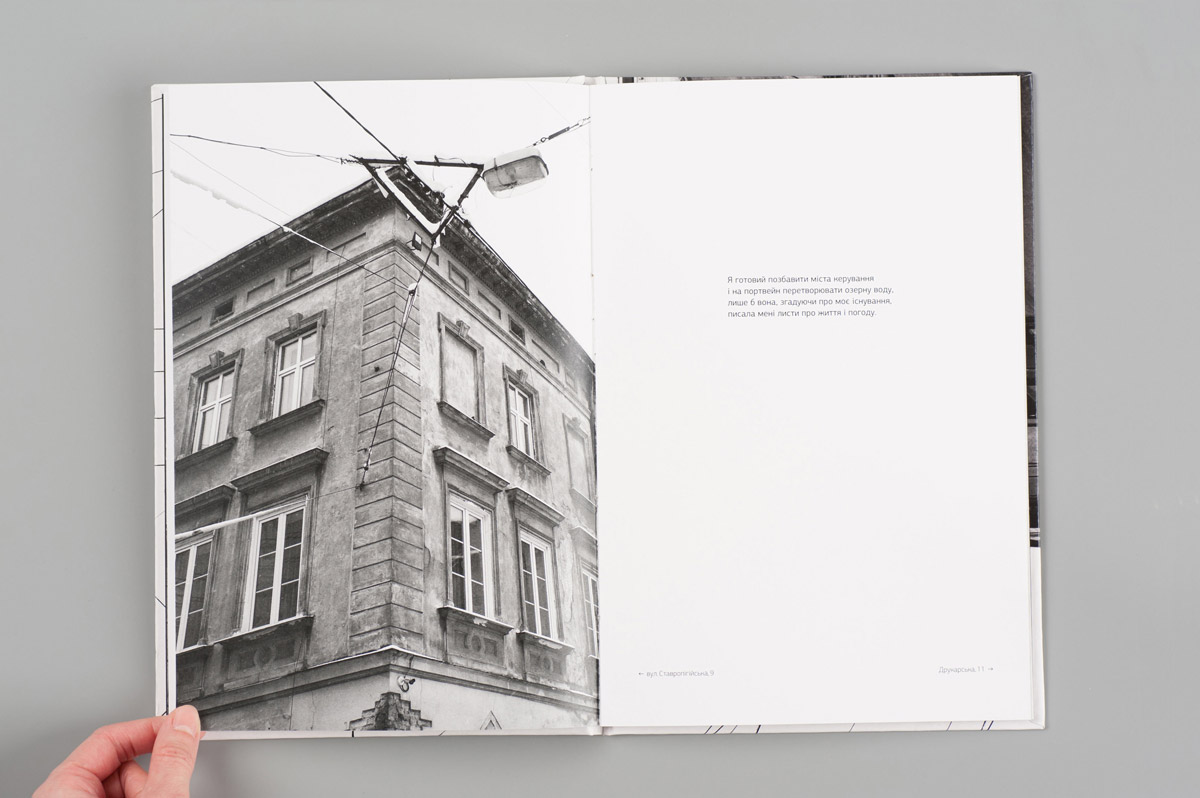 Я готовий позбавити міста керування
і на портвейн перетворювати озерну воду,
лише б вона, згадуючи про моє існування,
писала мені листи про життя і погоду.
← вул.Ставропігійська, 9
Друкарська, 11 →